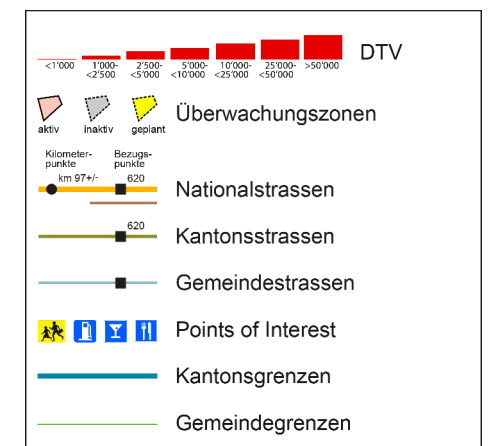 DTV
<1'000 1'000- 2'500- 5'000- 10'000- 25'000- >50'000
<2'500 <5'000 <10'000 <25'000 <50'000
Überwachungszonen
aktiv inaktiv geplant
Kilometer- Bezugs-
punkte punkte
km 97+/- 620
Nationalstrassen
620
Kantonsstrassen
Gemeindestrassen
Points of Interest
Kantonsgrenzen
Gemeindegrenzen